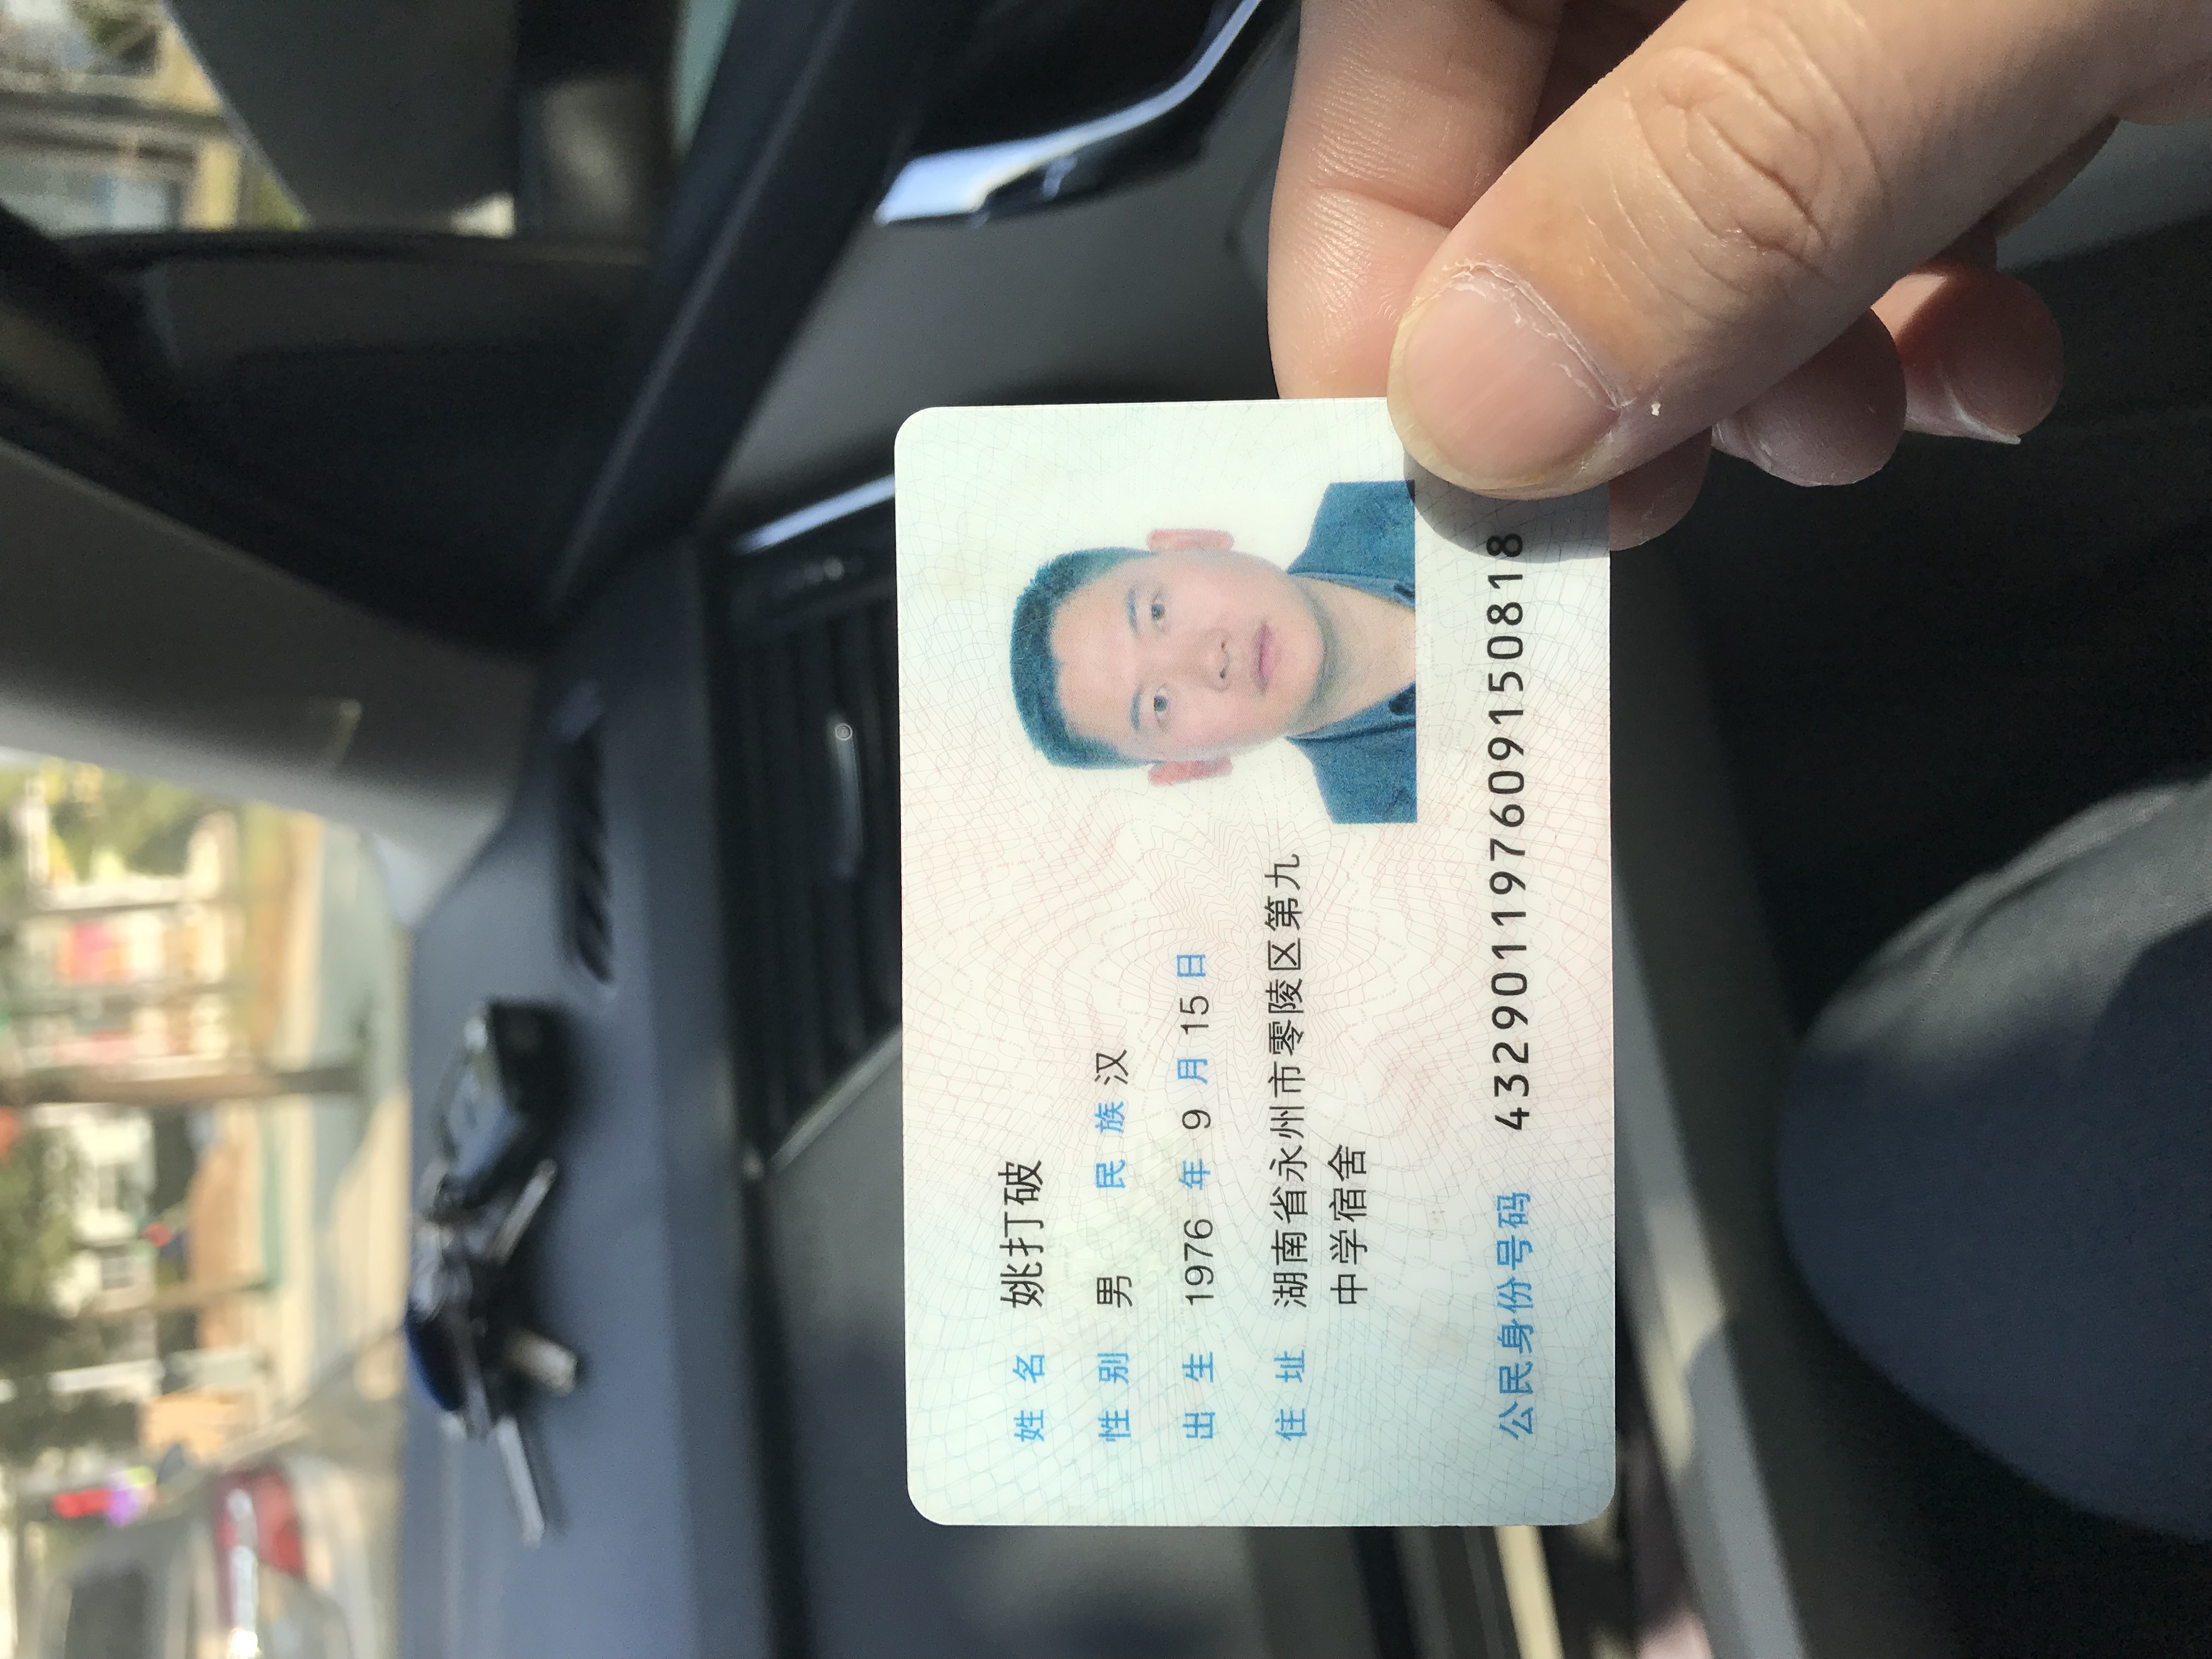 姓名 姚打破
性别 男 民族 汉
出生 1976 年 9 月 15 日
住址 湖南省永州市零陵区第九
中学宿舍
公民身份号码 432901197609150818